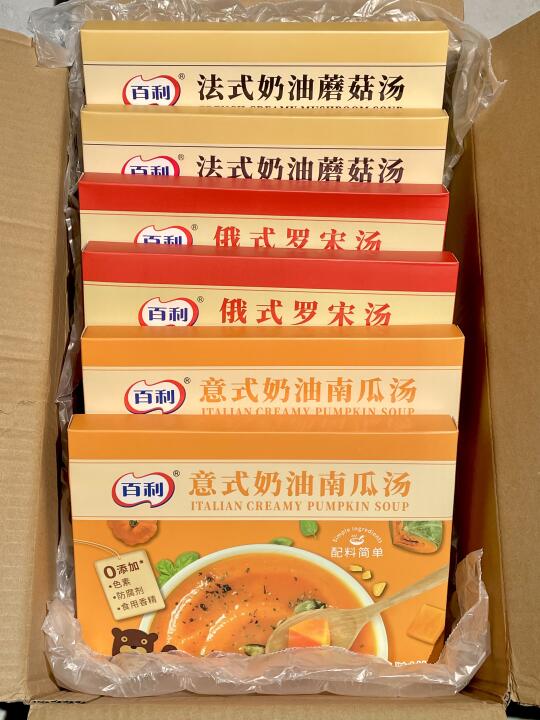 百利®
法式奶油蘑菇汤
FRENCH CREAMY MUSHROOM SOUP
百利®
法式奶油蘑菇汤
百利®
俄式罗宋汤
百利®
俄式罗宋汤
百利®
意式奶油南瓜汤
ITALIAN CREAMY PUMPKIN SOUP
百利®
意式奶油南瓜汤
ITALIAN CREAMY PUMPKIN SOUP
Simple ingredients
配料简单
0添加*
•色素
•防腐剂
•食用香精